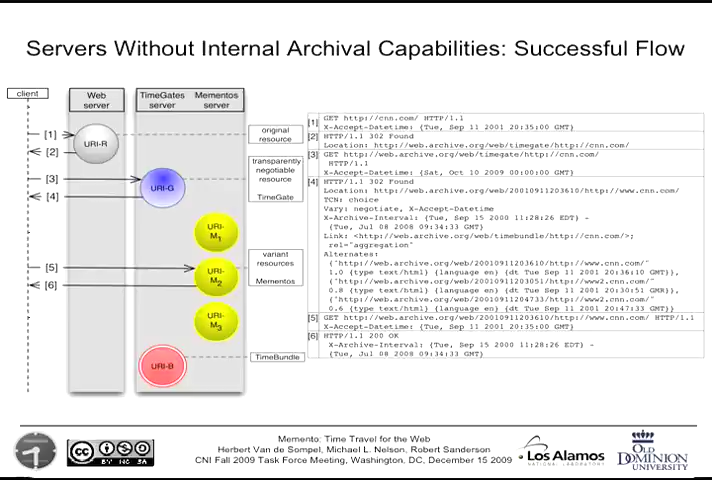 Servers Without Internal Archival Capabilities: Successful Flow
client
Web
server
TimeGates
server
Mementos
server
[1]
[2]
[3]
[4]
[5]
[6]
URI-R
URI-G
URI-
M1
URI-
M2
URI-
M3
URI-B
original
resource
transparently
negotiable
resource
TimeGate
variant
resources
Mementos
TimeBundle
[1] GET http://cnn.com/ HTTP/1.1
X-Accept-Datetime: {Tue, Sep 11 2001 20:35:00 GMT}
[2] HTTP/1.1 302 Found
Location: http://web.archive.org/web/timegate/http://cnn.com/
[3] GET http://web.archive.org/web/timegate/http://cnn.com/
HTTP/1.1
X-Accept-Datetime: {Sat, Oct 10 2009 00:00:00 GMT}
[4] HTTP/1.1 302 Found
Location: http://web.archive.org/web/20010911203610/http://www.cnn.com/
TCN: choice
Vary: negotiate, X-Accept-Datetime
X-Archive-Interval: {Tue, Sep 15 2000 11:28:26 EDT} -
{Tue, Jul 08 2008 09:34:33 GMT}
Link: <http://web.archive.org/web/timebundle/http://cnn.com/>;
rel="aggregation"
Alternates:
{"http://web.archive.org/web/20010911203610/http://www.cnn.com/"
1.0 {type text/html} {language en} {dt Tue Sep 11 2001 20:36:10 GMT}},
{"http://web.archive.org/web/20010911203051/http://www2.cnn.com/"
0.8 {type text/html} {language en} {dt Tue Sep 11 2001 20:30:51 GMT}},
{"http://web.archive.org/web/20010911204733/http://www2.cnn.com/"
0.6 {type text/html} {language en} {dt Tue Sep 11 2001 20:47:33 GMT}}
[5] GET http://web.archive.org/web/20010911203610/http://www.cnn.com/ HTTP/1.1
X-Accept-Datetime: {Tue, Sep 11 2001 20:35:00 GMT}
[6] HTTP/1.1 200 OK
X-Archive-Interval: {Tue, Sep 15 2000 11:28:26 EDT} -
{Tue, Jul 08 2008 09:34:33 GMT}
cc
BY NC SA
Memento: Time Travel for the Web
Herbert Van de Sompel, Michael L. Nelson, Robert Sanderson
CNI Fall 2009 Task Force Meeting, Washington, DC, December 15 2009
Los Alamos
NATIONAL LABORATORY
OLD
DOMINION
UNIVERSITY